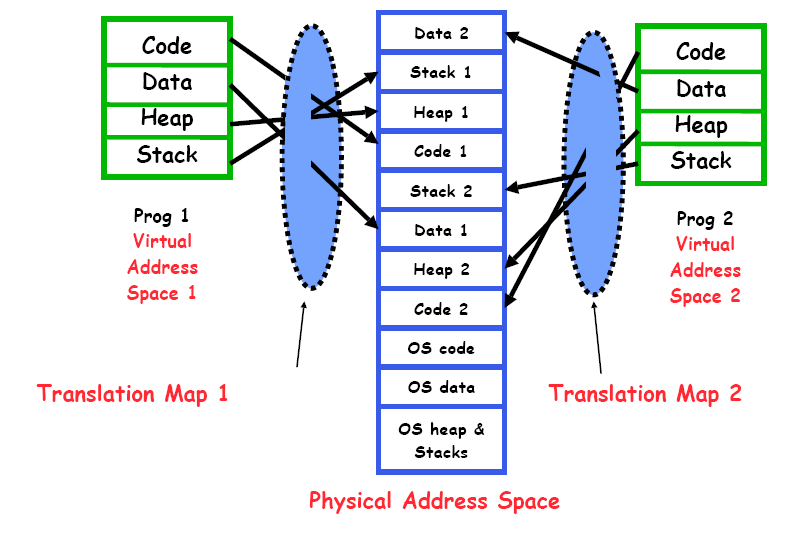 Code
Data
Heap
Stack
Prog 1
Virtual
Address
Space 1
Translation Map 1
Data 2
Stack 1
Heap 1
Code 1
Stack 2
Data 1
Heap 2
Code 2
OS code
OS data
OS heap &
Stacks
Physical Address Space
Code
Data
Heap
Stack
Prog 2
Virtual
Address
Space 2
Translation Map 2